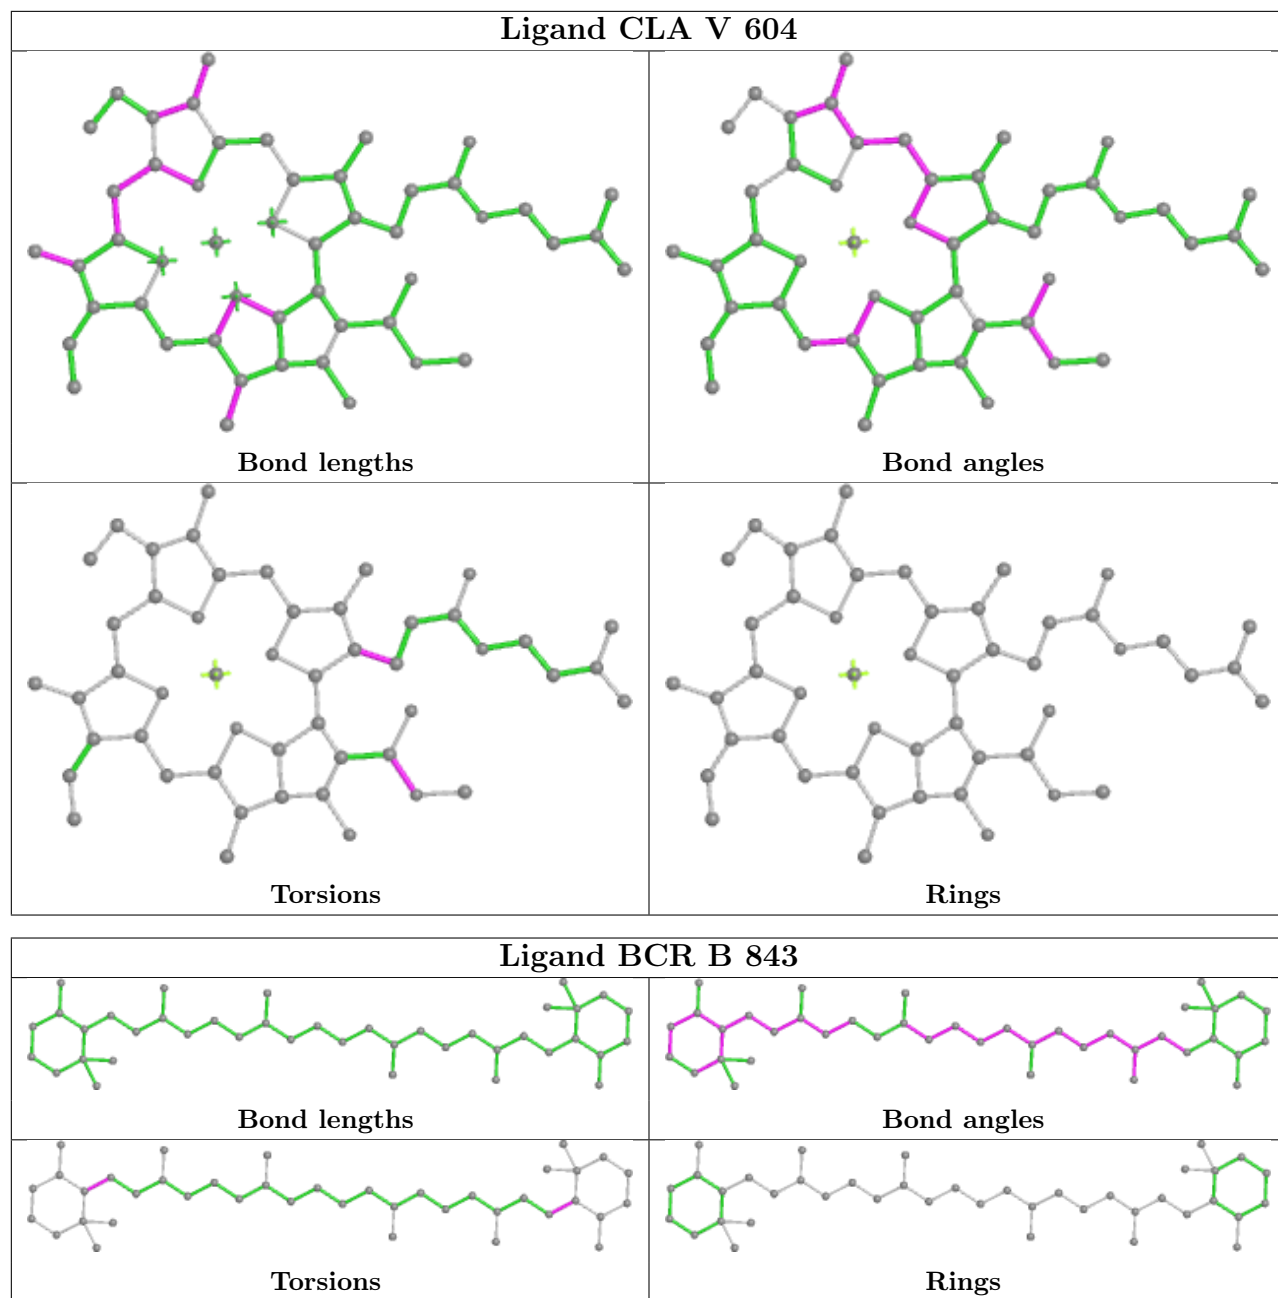 Ligand CLA V 604
Bond lengths
Bond angles
Torsions
Rings
Ligand BCR B 843
Bond lengths
Bond angles
Torsions
Rings